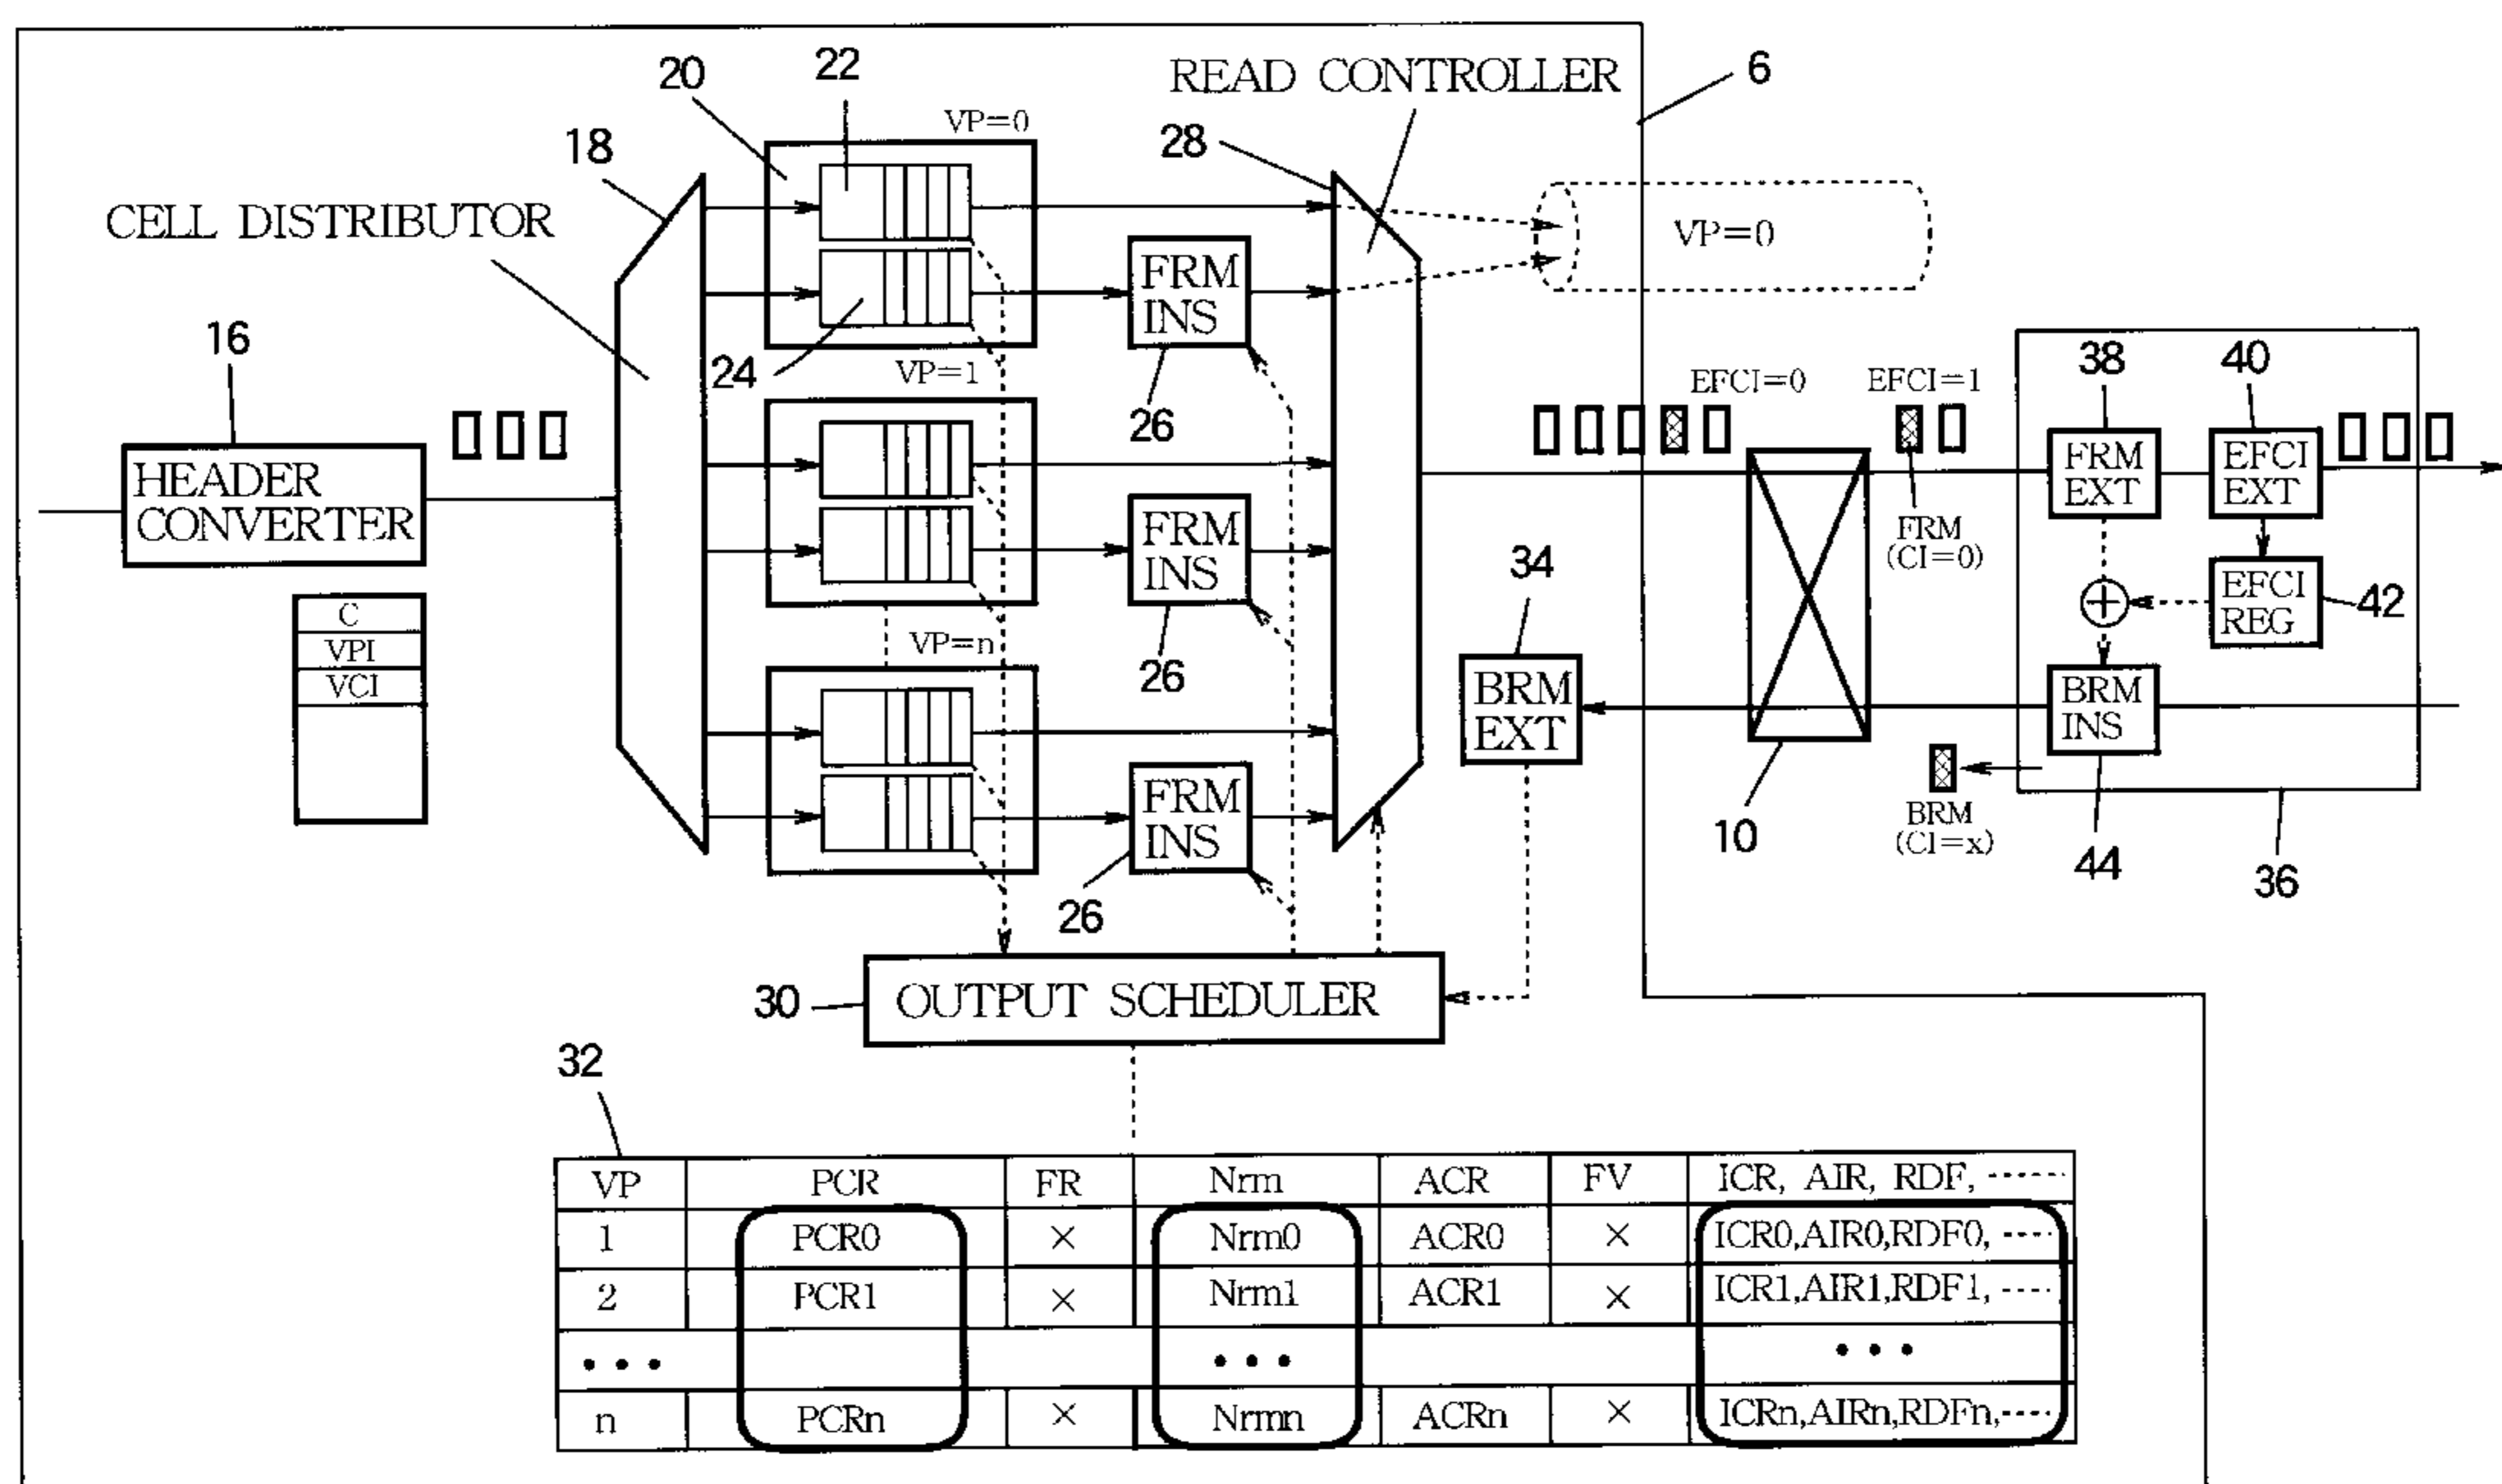 20
22
READ CONTROLLER
6
18
VP=0
28
CELL DISTRIBUTOR
VP=0
FRM
INS
16
24
VP=1
26
EFCI=0
EFCI=1
38
40
HEADER
CONVERTER
FRM
EXT
EFCI
EXT
FRM
INS
FRM
(CI=0)
34
EFCI
REG
42
C
VPI
VCI
VP=n
26
BRM
EXT
BRM
INS
FRM
INS
10
BRM
(CI=x)
44
36
26
30
OUTPUT SCHEDULER
32
VP PCR FR Nrm ACR FV ICR, AIR, RDF, -----
1 PCR0 × Nrm0 ACR0 × ICR0,AIR0,RDF0, ----
2 PCR1 × Nrm1 ACR1 × ICR1,AIR1,RDF1, ----
••• ••• •••
n PCRn × Nrmn ACRn × ICRn,AIRn,RDFn,----